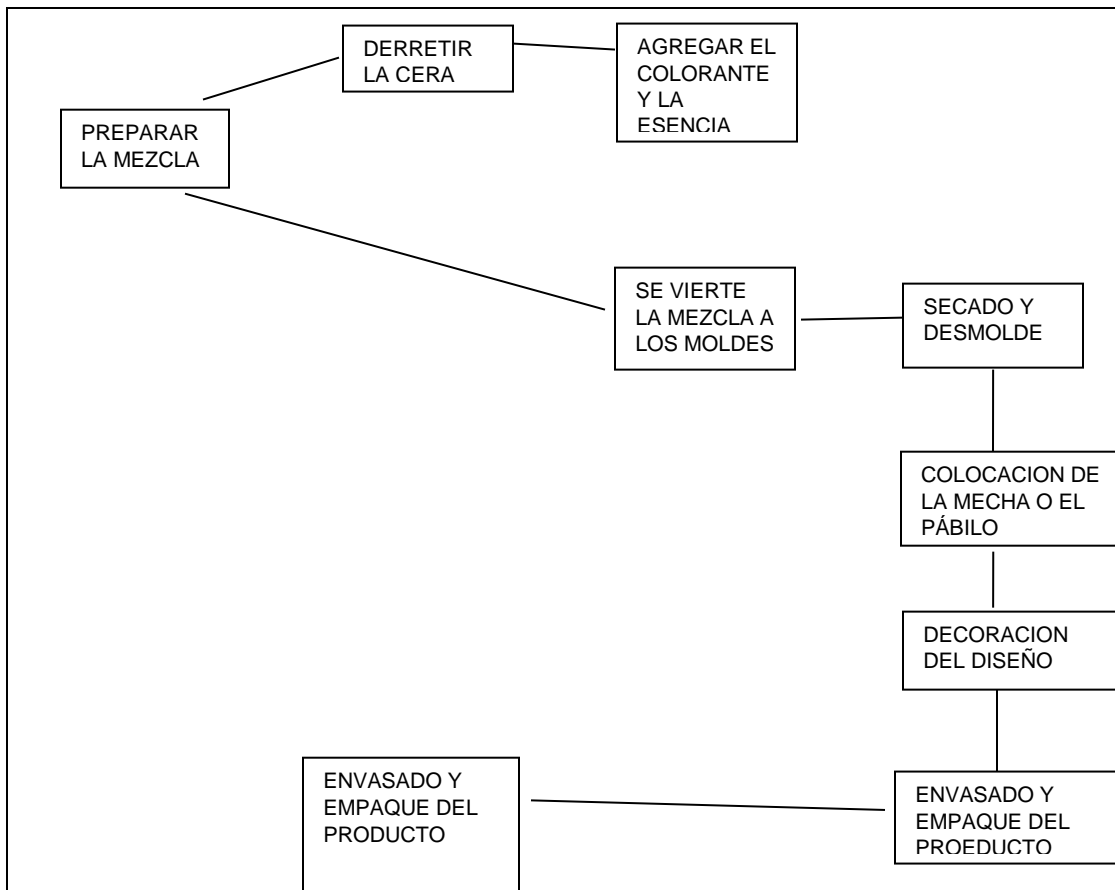 DERRETIR
LA CERA
AGREGAR EL
COLORANTE
Y LA
ESENCIA
PREPARAR
LA MEZCLA
SE VIERTE
LA MEZCLA A
LOS MOLDES
SECADO Y
DESMOLDE
COLOCACION DE
LA MECHA O EL
PÁBILO
DECORACION
DEL DISEÑO
ENVASADO Y
EMPAQUE DEL
PROEDUCTO
ENVASADO Y
EMPAQUE DEL
PRODUCTO